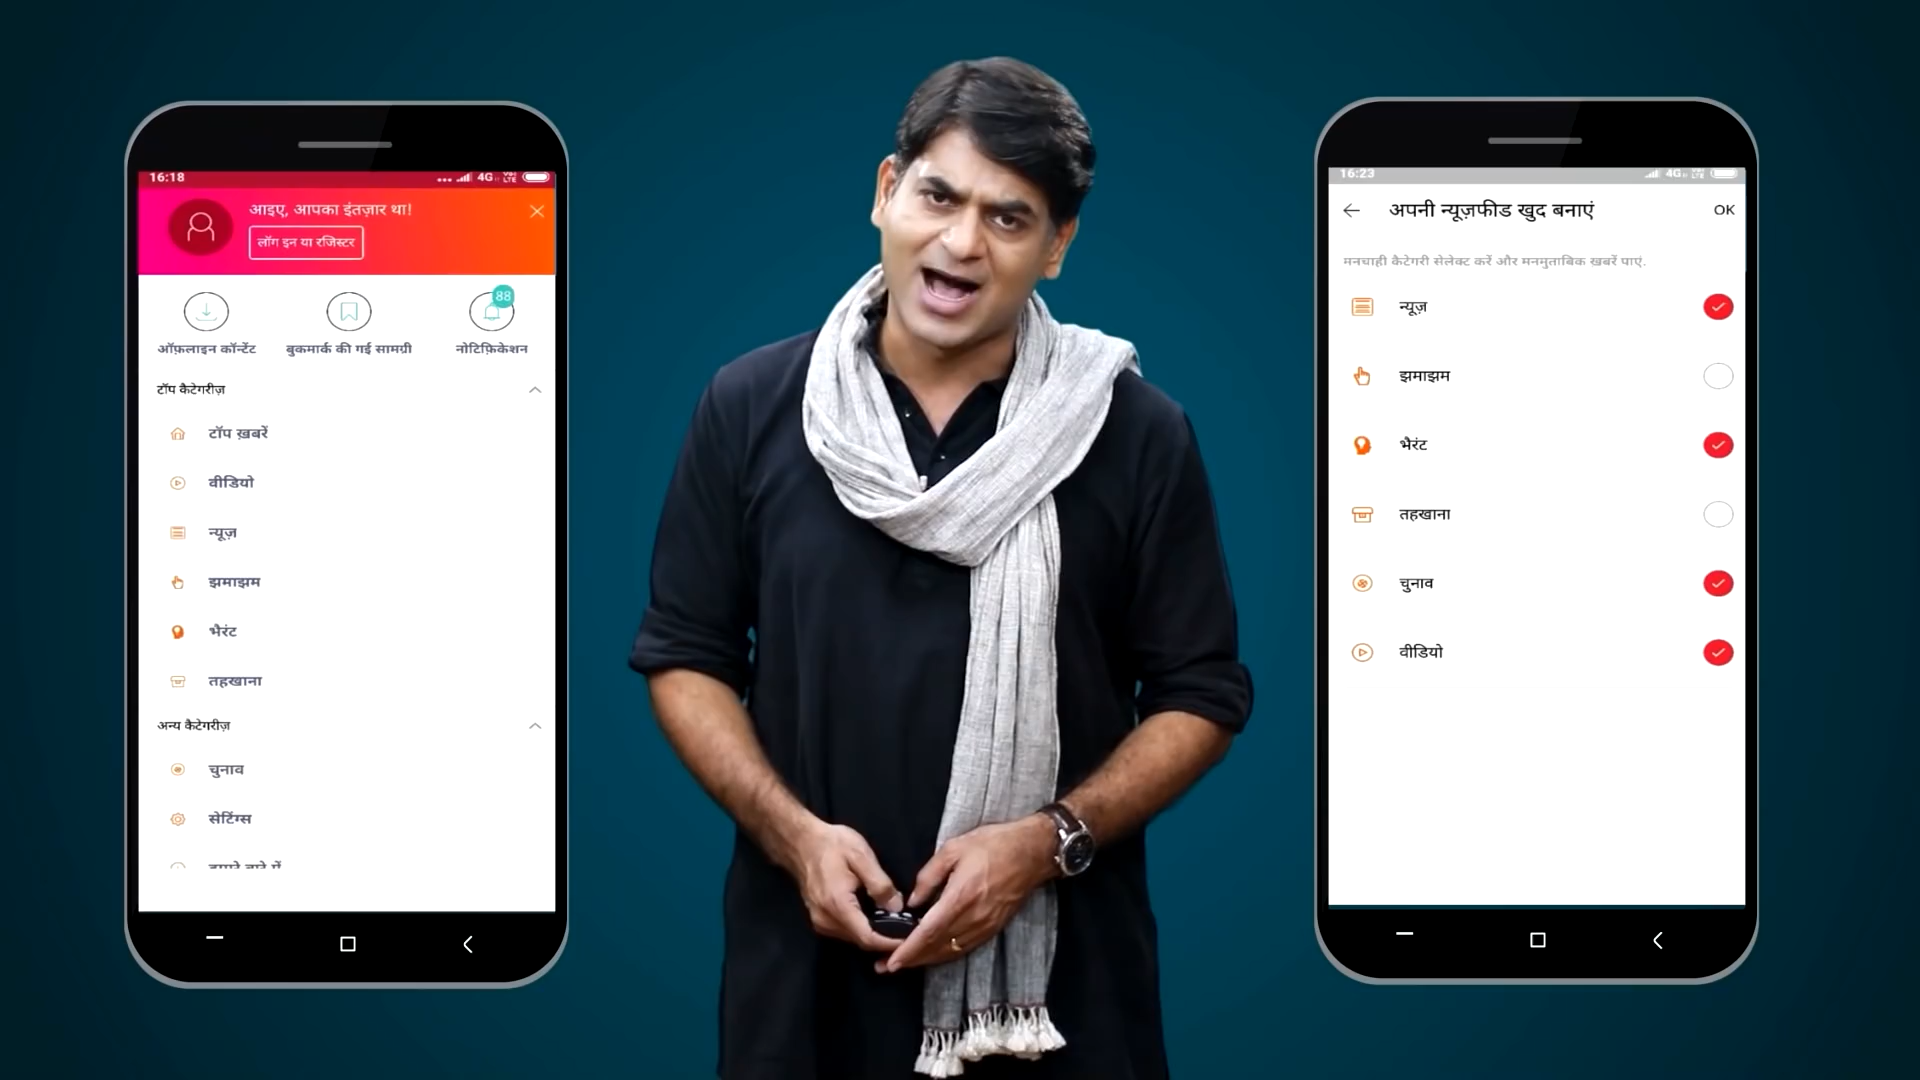 16:18
4G VoLTE
आइए, आपका इंतज़ार था!
लॉग इन या रजिस्टर
88
ऑफ़लाइन कॉन्टेंट
बुकमार्क की गई सामग्री
नोटिफ़िकेशन
टॉप कैटेगरीज़
टॉप ख़बरें
वीडियो
न्यूज़
झमाझम
भैरंट
तहखाना
अन्य कैटेगरीज़
चुनाव
सेटिंग्स
16:23
4G
अपनी न्यूज़फीड खुद बनाएं
OK
मनचाही कैटेगरी सेलेक्ट करें और मनमुताबिक खबरें पाएं.
न्यूज़
झमाझम
भैरंट
तहखाना
चुनाव
वीडियो